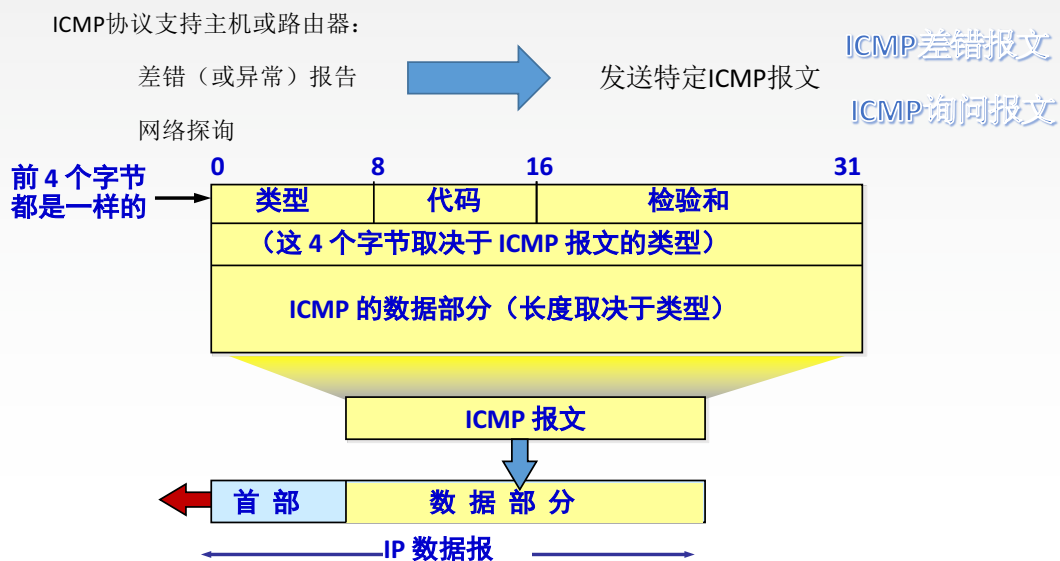 ICMP协议支持主机或路由器：
差错（或异常）报告
网络探询
发送特定ICMP报文
ICMP差错报文
ICMP询问报文
前 4 个字节
都是一样的
0 8 16 31
类型 代码 检验和
（这 4 个字节取决于 ICMP 报文的类型）
ICMP 的数据部分（长度取决于类型）
ICMP 报文
首 部 数 据 部 分
IP 数据报